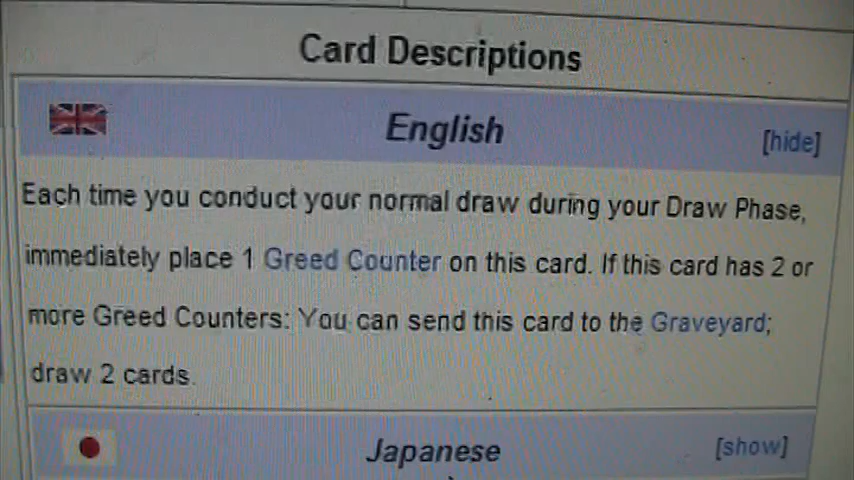 Card Descriptions
English
[hide]
Each time you conduct your normal draw during your Draw Phase,
immediately place 1 Greed Counter on this card. If this card has 2 or
more Greed Counters: You can send this card to the Graveyard;
draw 2 cards.
Japanese
[show]